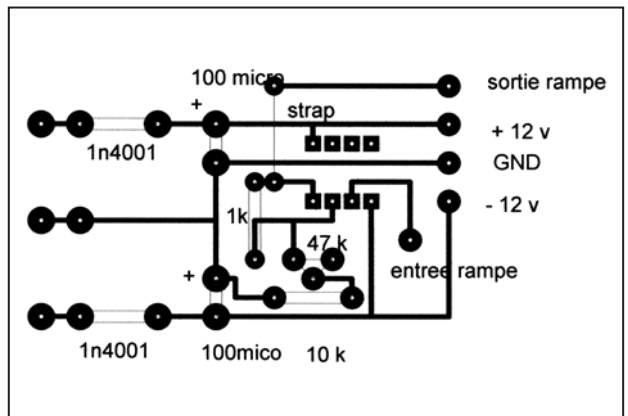 100 micro
sortie rampe
+
strap
+ 12 v
1n4001
GND
1k
- 12 v
47 k
+
entree rampe
1n4001
100mico
10 k